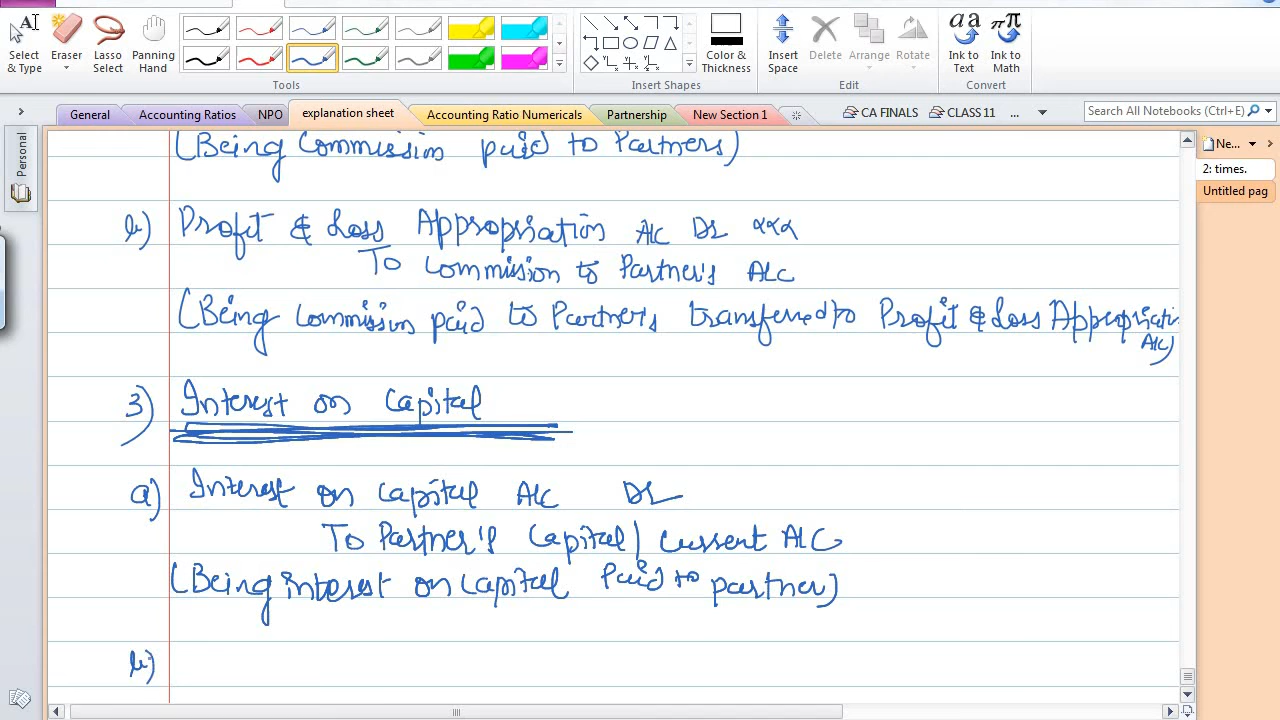 Select & Type
Eraser
Lasso Select
Panning Hand
Color & Thickness
Insert Space
Delete
Arrange
Rotate
Ink to Text
Ink to Math
Tools
Insert Shapes
Edit
Convert
General
Accounting Ratios
NPO
explanation sheet
Accounting Ratio Numericals
Partnership
New Section 1
CA FINALS
CLASS 11
...
Search All Notebooks (Ctrl+E)
Personal
Ne...
2: times.
Untitled pag
(Being Commission paid to Partners)
b) Profit & Loss Appropriation A/C Dr xxx
To Commission to Partner's A/C
(Being Commission paid to Partners transferred to Profit & Loss Appropriati
A/C)
3) Interest on Capital
a) Interest on Capital A/C Dr
To Partner's Capital/Current A/C
(Being interest on Capital Paid to partner)
b)